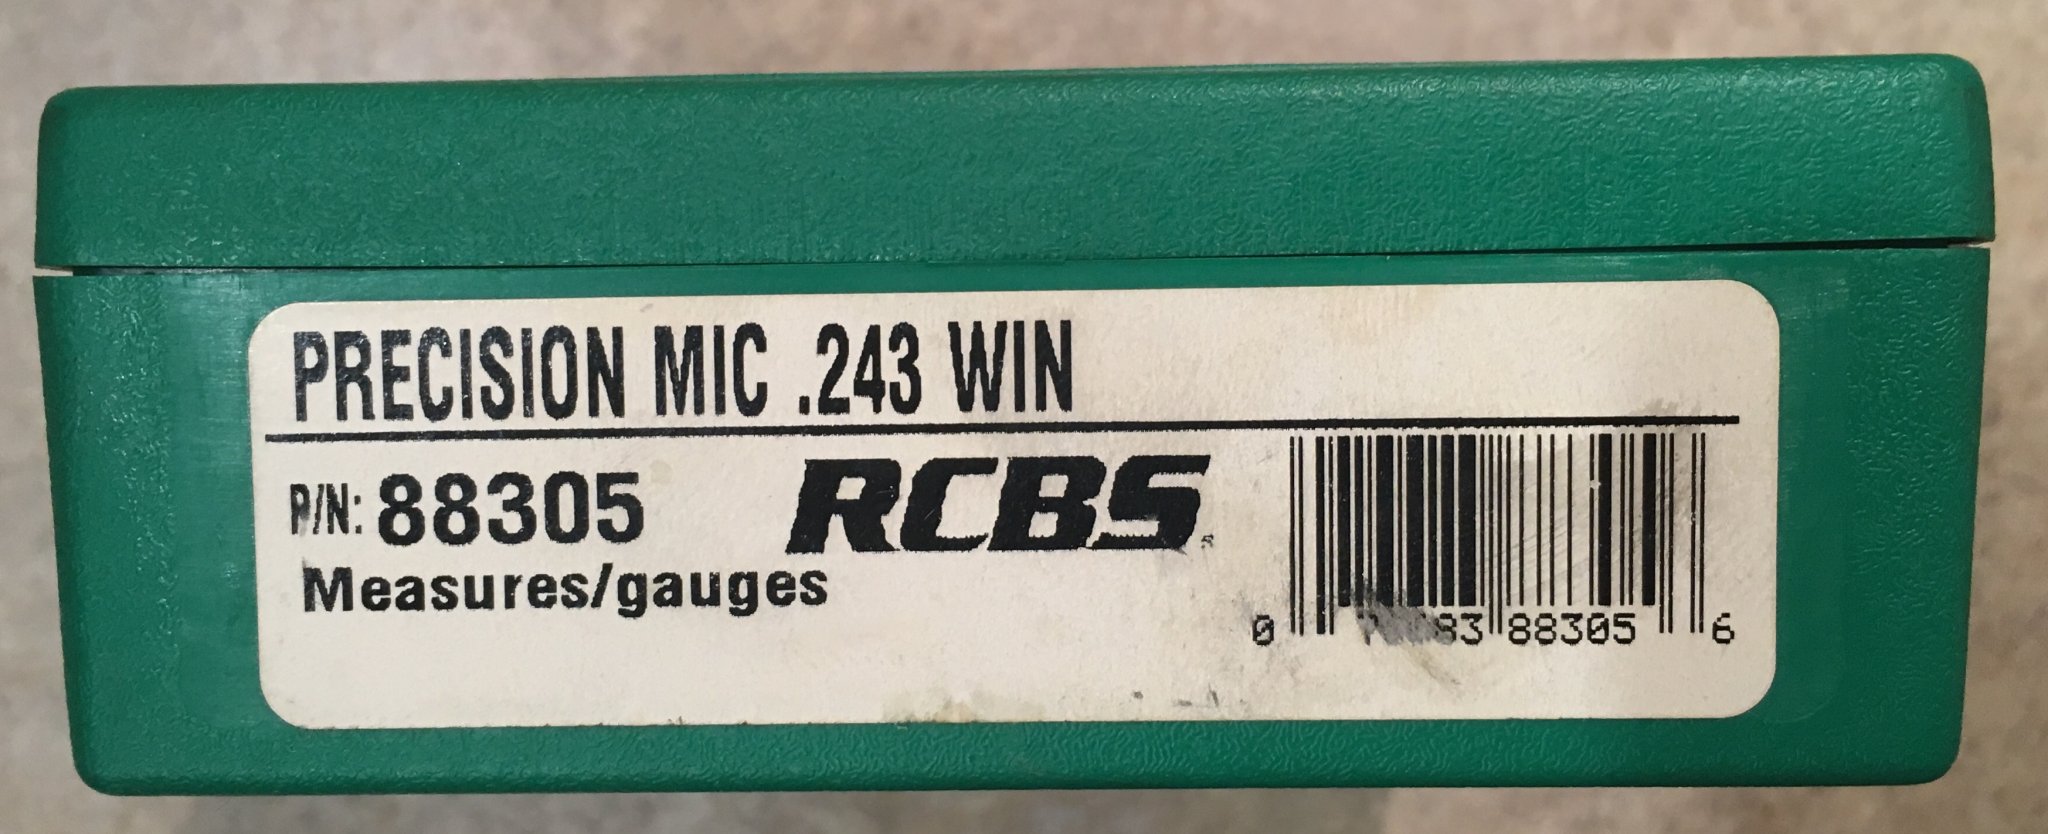 PRECISION MIC .243 WIN
P/N: 88305
RCBS
Measures/gauges
0 83 88305 6